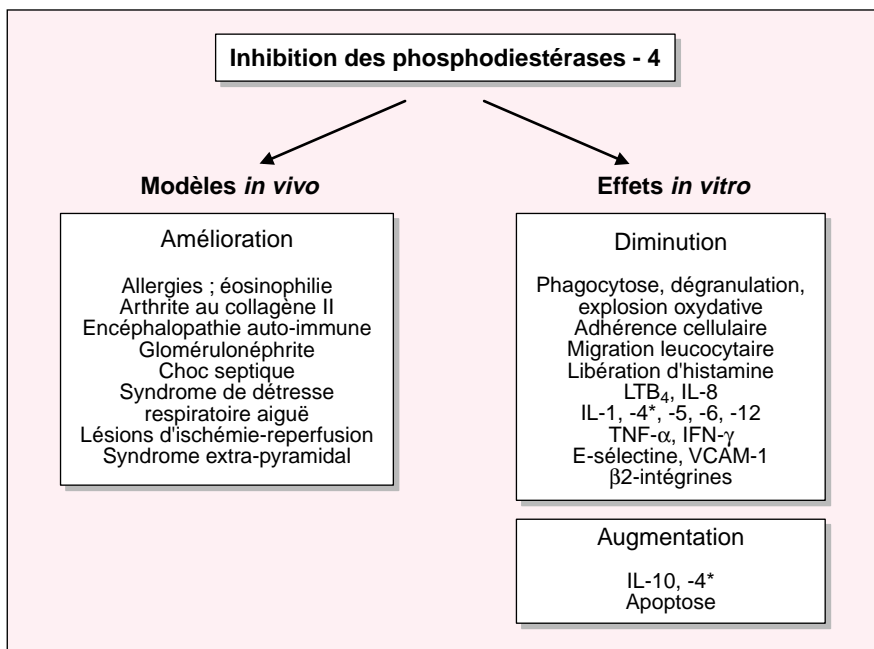 Inhibition des phosphodiestérases - 4
Modèles in vivo
Amélioration
Allergies ; éosinophilie
Arthrite au collagène II
Encéphalopathie auto-immune
Glomérulonéphrite
Choc septique
Syndrome de détresse
respiratoire aiguë
Lésions d'ischémie-reperfusion
Syndrome extra-pyramidal
Effets in vitro
Diminution
Phagocytose, dégranulation,
explosion oxydative
Adhérence cellulaire
Migration leucocytaire
Libération d'histamine
LTB₄, IL-8
IL-1, -4*, -5, -6, -12
TNF-α, IFN-γ
E-sélectine, VCAM-1
β2-intégrines
Augmentation
IL-10, -4*
Apoptose